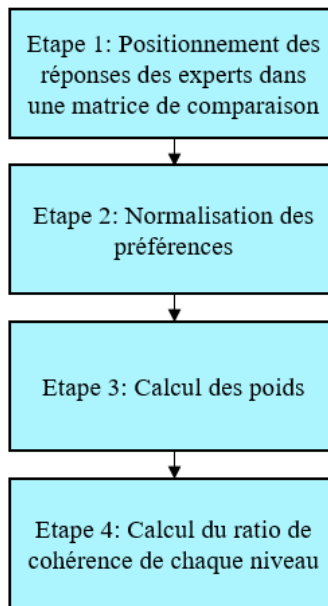 Etape 1: Positionnement des
réponses des experts dans
une matrice de comparaison
Etape 2: Normalisation des
préférences
Etape 3: Calcul des poids
Etape 4: Calcul du ratio de
cohérence de chaque niveau